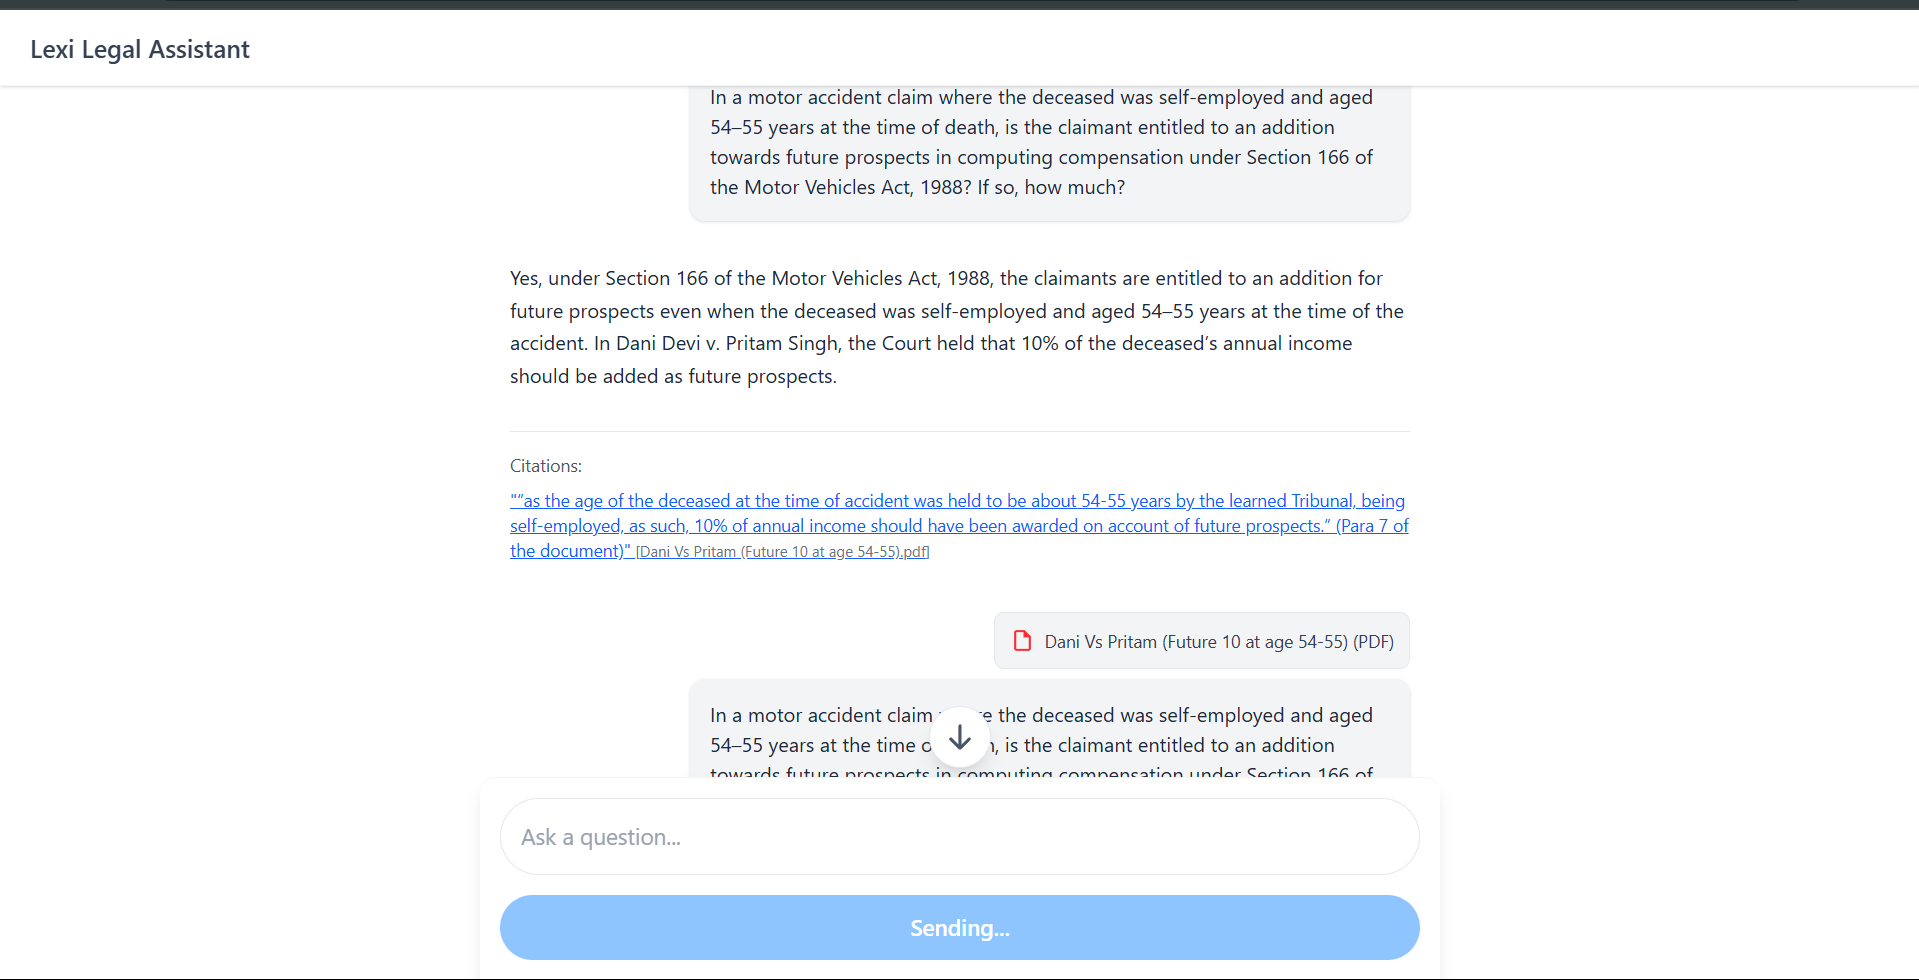 Lexi Legal Assistant
In a motor accident claim where the deceased was self-employed and aged
54–55 years at the time of death, is the claimant entitled to an addition
towards future prospects in computing compensation under Section 166 of
the Motor Vehicles Act, 1988? If so, how much?
Yes, under Section 166 of the Motor Vehicles Act, 1988, the claimants are entitled to an addition for
future prospects even when the deceased was self-employed and aged 54–55 years at the time of the
accident. In Dani Devi v. Pritam Singh, the Court held that 10% of the deceased’s annual income
should be added as future prospects.
Citations:
"“as the age of the deceased at the time of accident was held to be about 54-55 years by the learned Tribunal, being
self-employed, as such, 10% of annual income should have been awarded on account of future prospects.” (Para 7 of
the document)" [Dani Vs Pritam (Future 10 at age 54-55).pdf]
Dani Vs Pritam (Future 10 at age 54-55) (PDF)
In a motor accident claim the deceased was self-employed and aged
54–55 years at the time is the claimant entitled to an addition
towards future prospects in computing compensation under Section 166 of
Ask a question...
Sending...